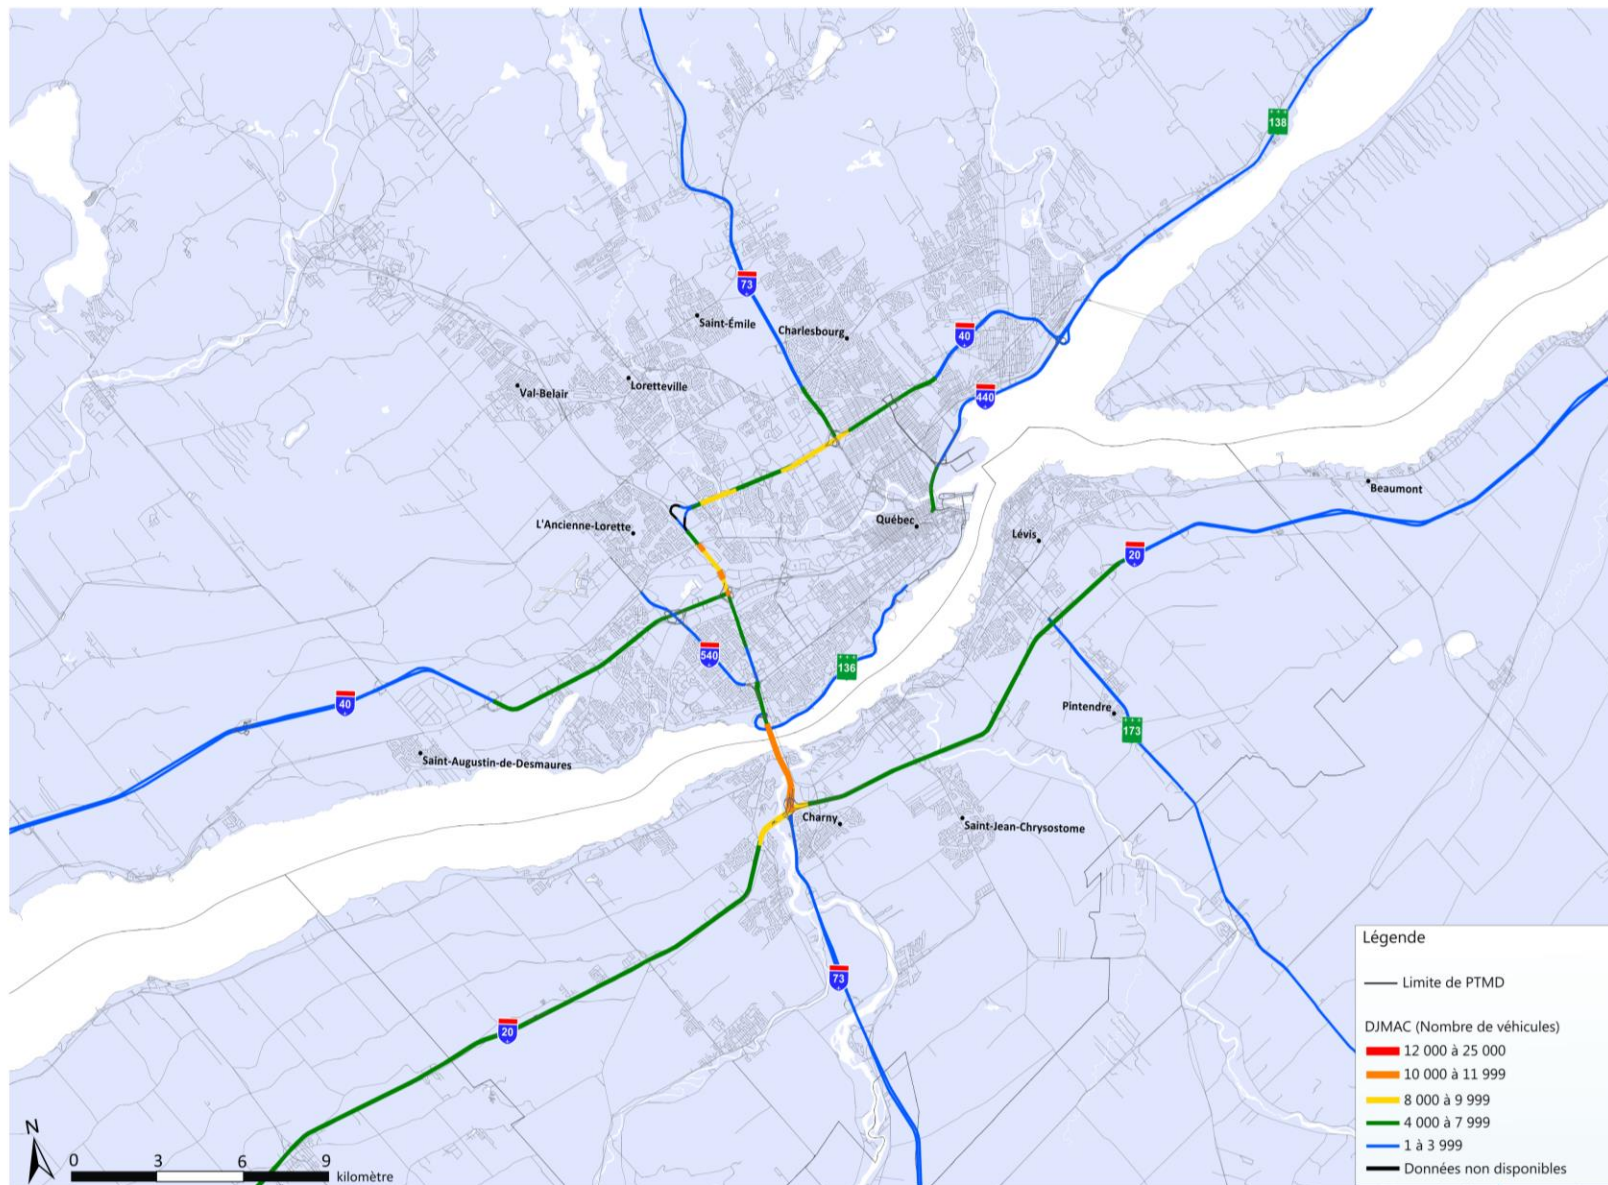 138
73
Saint-Émile
Charlesbourg
40
Val-Belair
Loretteville
440
Beaumont
L'Ancienne-Lorette
Québec
Lévis
20
540
136
40
Pintendre
173
Saint-Augustin-de-Desmaures
Charny
Saint-Jean-Chrysostome
73
20
Légende
Limite de PTMD
DJMAC (Nombre de véhicules)
12 000 à 25 000
10 000 à 11 999
8 000 à 9 999
4 000 à 7 999
1 à 3 999
Données non disponibles
N
0 3 6 9
kilomètre